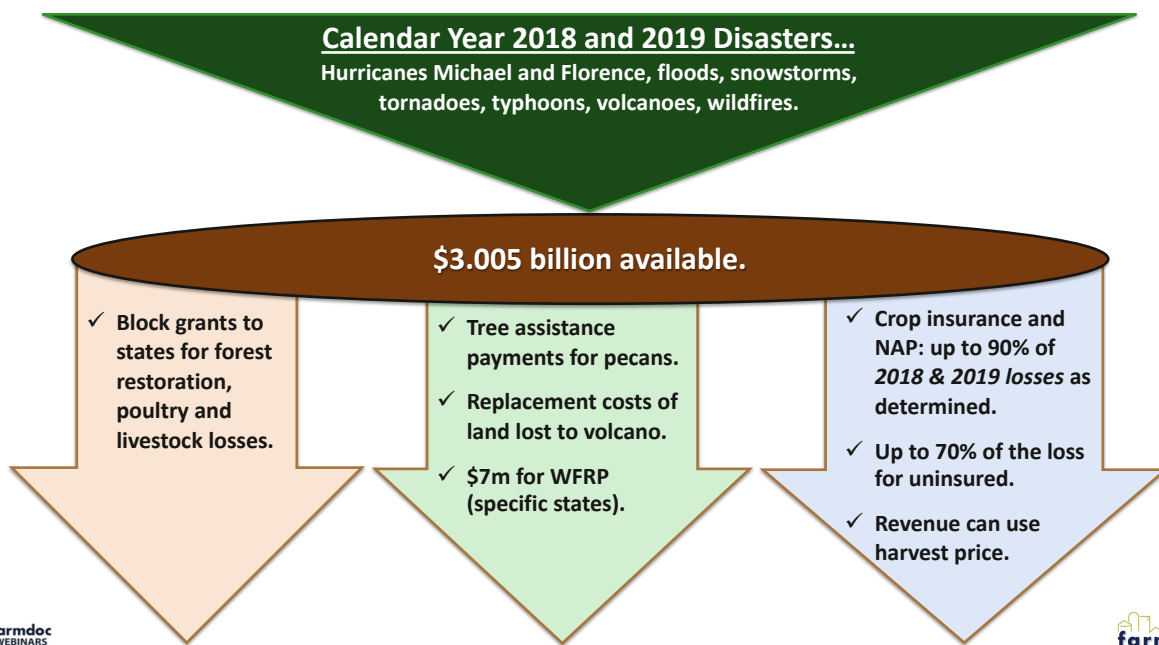 Calendar Year 2018 and 2019 Disasters…
Hurricanes Michael and Florence, floods, snowstorms,
tornadoes, typhoons, volcanoes, wildfires.
$3.005 billion available.
✓ Block grants to
states for forest
restoration,
poultry and
livestock losses.
✓ Tree assistance
payments for pecans.
✓ Replacement costs of
land lost to volcano.
✓ $7m for WFRP
(specific states).
✓ Crop insurance and
NAP: up to 90% of
2018 & 2019 losses as
determined.
✓ Up to 70% of the loss
for uninsured.
✓ Revenue can use
harvest price.
armdoc
WEBINARS
farm